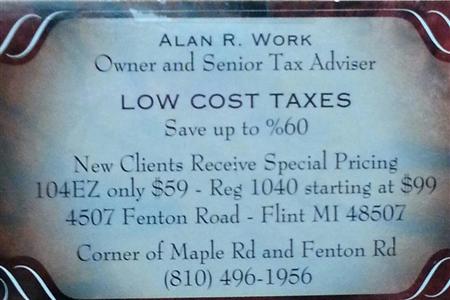 ALAN R. WORK
Owner and Senior Tax Adviser
LOW COST TAXES
Save up to %60
New Clients Receive Special Pricing
104EZ only $59 - Reg 1040 starting at $99
4507 Fenton Road - Flint MI 48507
Corner of Maple Rd and Fenton Rd
(810) 496-1956